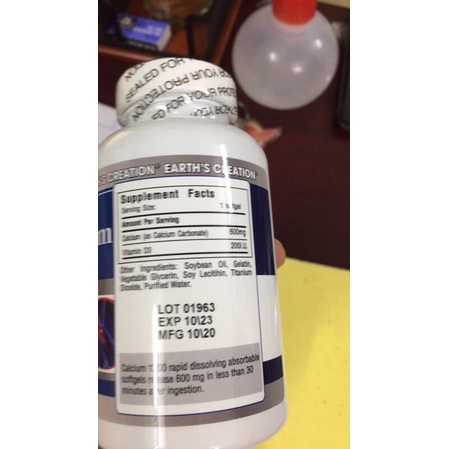 SEALED FOR YOUR
SEALED FOR YOUR PROTECTION
CREATION™ EARTH'S CREATION
Supplement Facts
Serving Size: 1 softgel
Amount Per Serving
Calcium (as Calcium Carbonate) 600mg
Vitamin D3 200I.U.
Other Ingredients: Soybean Oil, Gelatin,
Vegetable Glycerin, Soy Lecithin, Titanium
Dioxide, Purified Water.
LOT 01963
EXP 10\23
MFG 10\20
Calcium 1200 rapid dissolving absorbable
softgels release 600 mg in less than 30
minutes after ingestion.